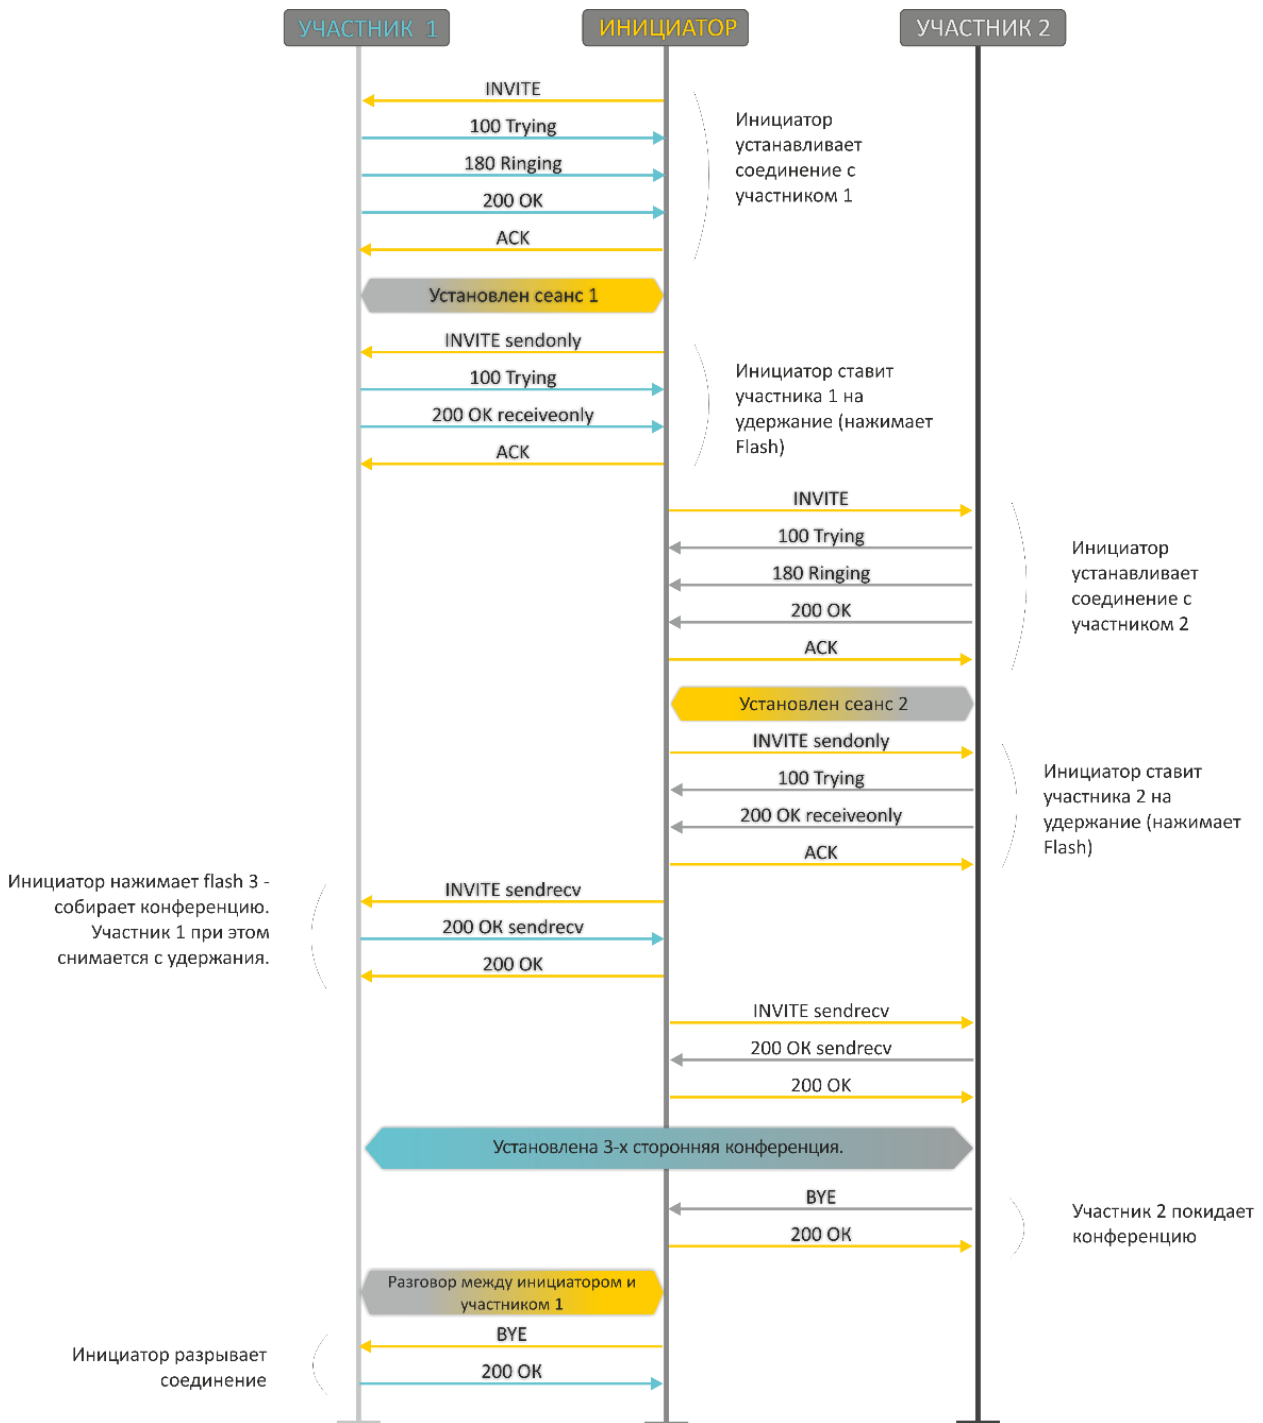 УЧАСТНИК 1
ИНИЦИАТОР
УЧАСТНИК 2
INVITE
100 Trying
180 Ringing
200 OK
ACK
Инициатор
устанавливает
соединение с
участником 1
Установлен сеанс 1
INVITE sendonly
100 Trying
200 OK receiveonly
ACK
Инициатор ставит
участника 1 на
удержание (нажимает
Flash)
INVITE
100 Trying
180 Ringing
200 OK
ACK
Инициатор
устанавливает
соединение с
участником 2
Установлен сеанс 2
INVITE sendonly
100 Trying
200 OK receiveonly
ACK
Инициатор ставит
участника 2 на
удержание (нажимает
Flash)
Инициатор нажимает flash 3 -
собирает конференцию.
Участник 1 при этом
снимается с удержания.
INVITE sendrecv
200 OK sendrecv
200 OK
INVITE sendrecv
200 OK sendrecv
200 OK
Установлена 3-х сторонняя конференция.
BYE
200 OK
Участник 2 покидает
конференцию
Разговор между инициатором и
участником 1
BYE
200 OK
Инициатор разрывает
соединение